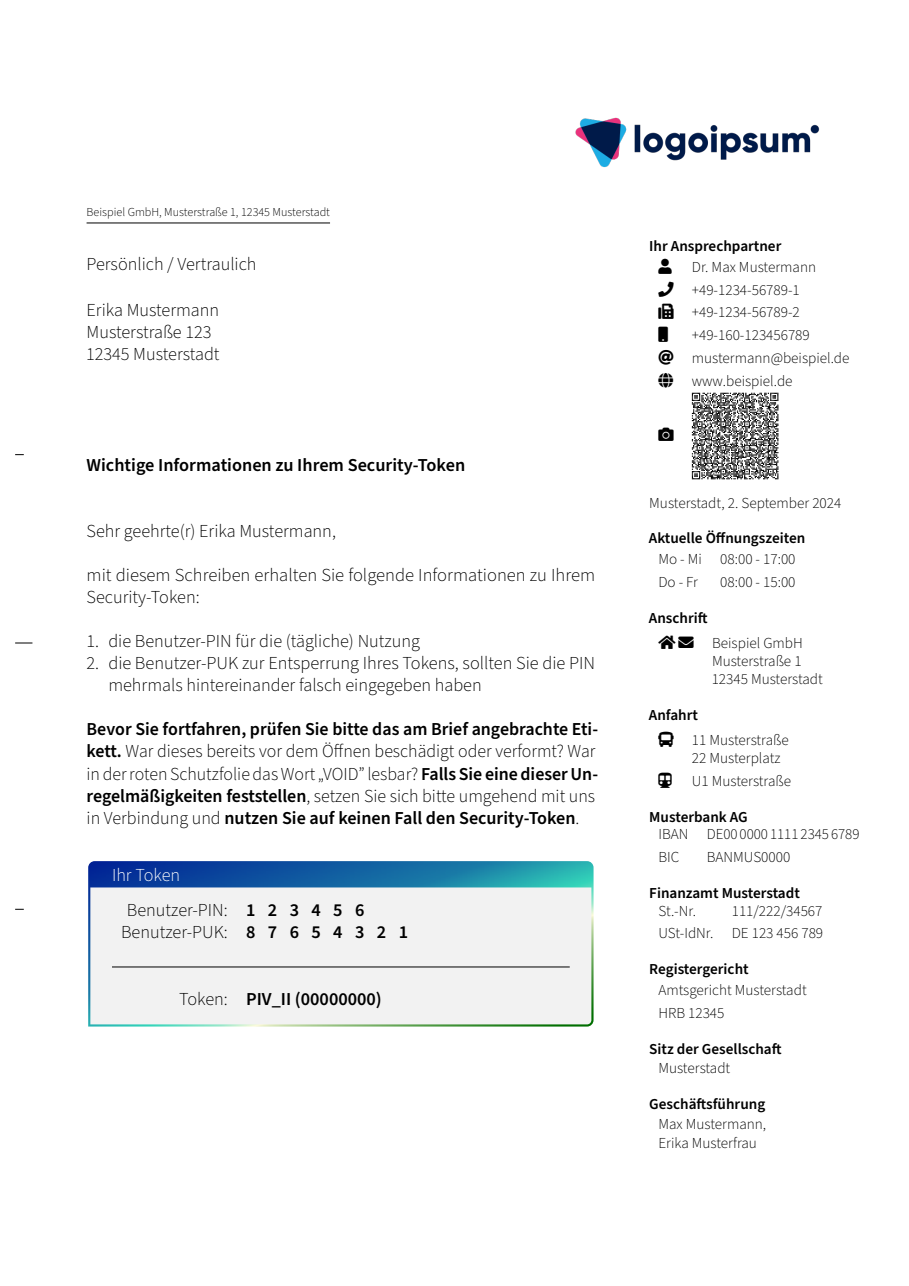 logoipsum
Beispiel GmbH, Musterstraße 1, 12345 Musterstadt
Persönlich / Vertraulich
Erika Mustermann
Musterstraße 123
12345 Musterstadt
Wichtige Informationen zu Ihrem Security-Token
Sehr geehrte(r) Erika Mustermann,
mit diesem Schreiben erhalten Sie folgende Informationen zu Ihrem
Security-Token:
1. die Benutzer-PIN für die (tägliche) Nutzung
2. die Benutzer-PUK zur Entsperrung Ihres Tokens, sollten Sie die PIN
mehrmals hintereinander falsch eingegeben haben
Bevor Sie fortfahren, prüfen Sie bitte das am Brief angebrachte Eti-
kett. War dieses bereits vor dem Öffnen beschädigt oder verformt? War
in der roten Schutzfolie das Wort „VOID” lesbar? Falls Sie eine dieser Un-
regelmäßigkeiten feststellen, setzen Sie sich bitte umgehend mit uns
in Verbindung und nutzen Sie auf keinen Fall den Security-Token.
Ihr Token
Benutzer-PIN: 1 2 3 4 5 6
Benutzer-PUK: 8 7 6 5 4 3 2 1
Token: PIV_II (00000000)
Ihr Ansprechpartner
Dr. Max Mustermann
+49-1234-56789-1
+49-1234-56789-2
+49-160-123456789
mustermann@beispiel.de
www.beispiel.de
Musterstadt, 2. September 2024
Aktuelle Öffnungszeiten
Mo - Mi 08:00 - 17:00
Do - Fr 08:00 - 15:00
Anschrift
Beispiel GmbH
Musterstraße 1
12345 Musterstadt
Anfahrt
11 Musterstraße
22 Musterplatz
U1 Musterstraße
Musterbank AG
IBAN DE00 0000 1111 2345 6789
BIC BANMUS0000
Finanzamt Musterstadt
St.-Nr. 111/222/34567
USt-IdNr. DE 123 456 789
Registergericht
Amtsgericht Musterstadt
HRB 12345
Sitz der Gesellschaft
Musterstadt
Geschäftsführung
Max Mustermann,
Erika Musterfrau